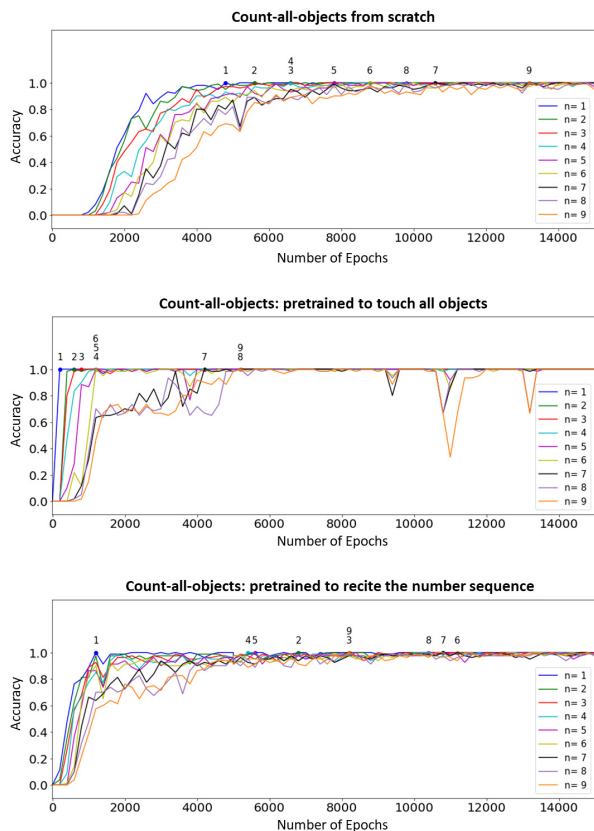 Count-all-objects from scratch
4
1 2 3 5 6 8 7 9
1.0
0.8
0.6
0.4
0.2
0.0
Accuracy
n= 1
n= 2
n= 3
n= 4
n= 5
n= 6
n= 7
n= 8
n= 9
0 2000 4000 6000 8000 10000 12000 14000
Number of Epochs
Count-all-objects: pretrained to touch all objects
6
5 9
1 2 3 4 7 8
1.0
0.8
0.6
0.4
0.2
0.0
Accuracy
n= 1
n= 2
n= 3
n= 4
n= 5
n= 6
n= 7
n= 8
n= 9
0 2000 4000 6000 8000 10000 12000 14000
Number of Epochs
Count-all-objects: pretrained to recite the number sequence
9
1 4 5 2 3 8 7 6
1.0
0.8
0.6
0.4
0.2
0.0
Accuracy
n= 1
n= 2
n= 3
n= 4
n= 5
n= 6
n= 7
n= 8
n= 9
0 2000 4000 6000 8000 10000 12000 14000
Number of Epochs